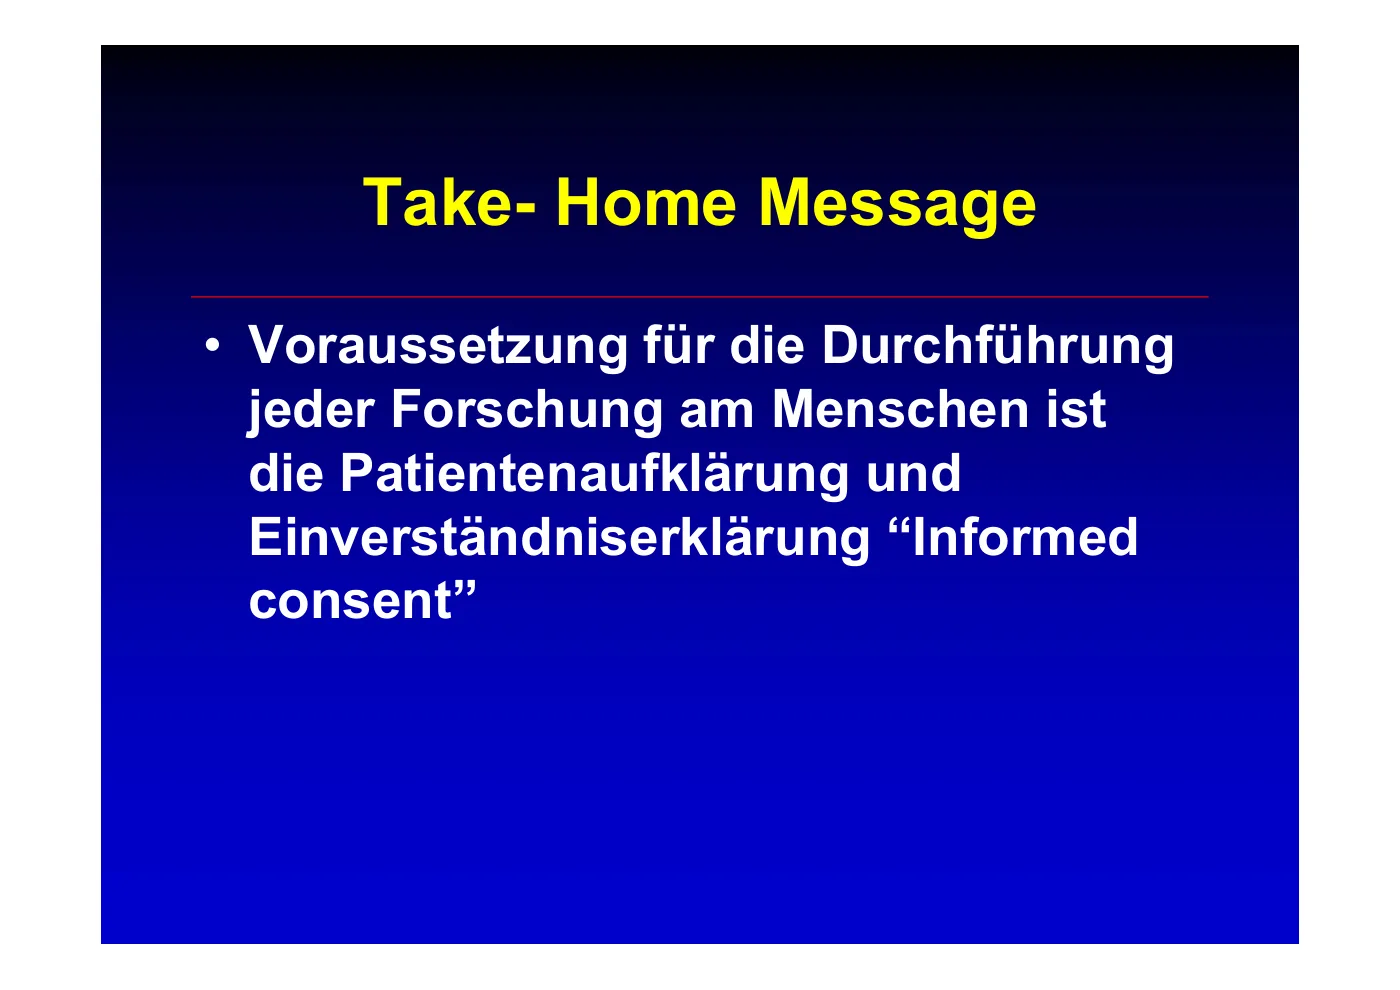 Take- Home Message
• Voraussetzung für die Durchführung
jeder Forschung am Menschen ist
die Patientenaufklärung und
Einverständniserklärung “Informed
consent”